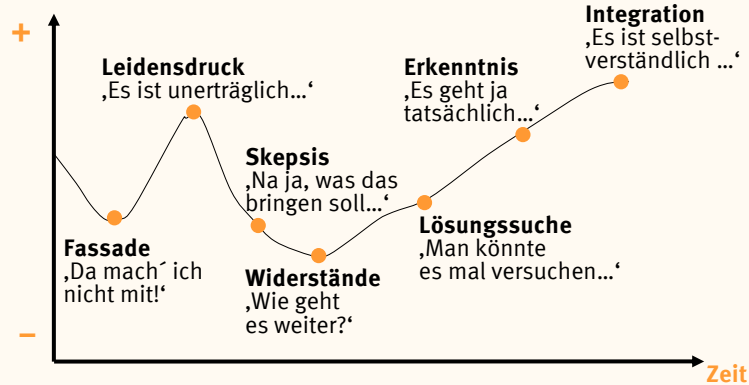 +
Integration
‚Es ist selbst-
verständlich ...‘
Leidensdruck
‚Es ist unerträglich...‘
Erkenntnis
‚Es geht ja
tatsächlich...‘
Skepsis
‚Na ja, was das
bringen soll...‘
Fassade
‚Da mach´ ich
nicht mit!‘
Widerstände
‚Wie geht
es weiter?‘
Lösungssuche
‚Man könnte
es mal versuchen...‘
–
Zeit